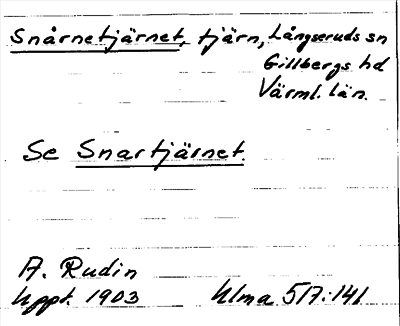 Snårnetjärnet, tjärn, Långseruds sn
Gillbergs hd
Värml. län.
Se Snartjärnet.
A. Rudin
Uppt. 1903 Ulma 517:141